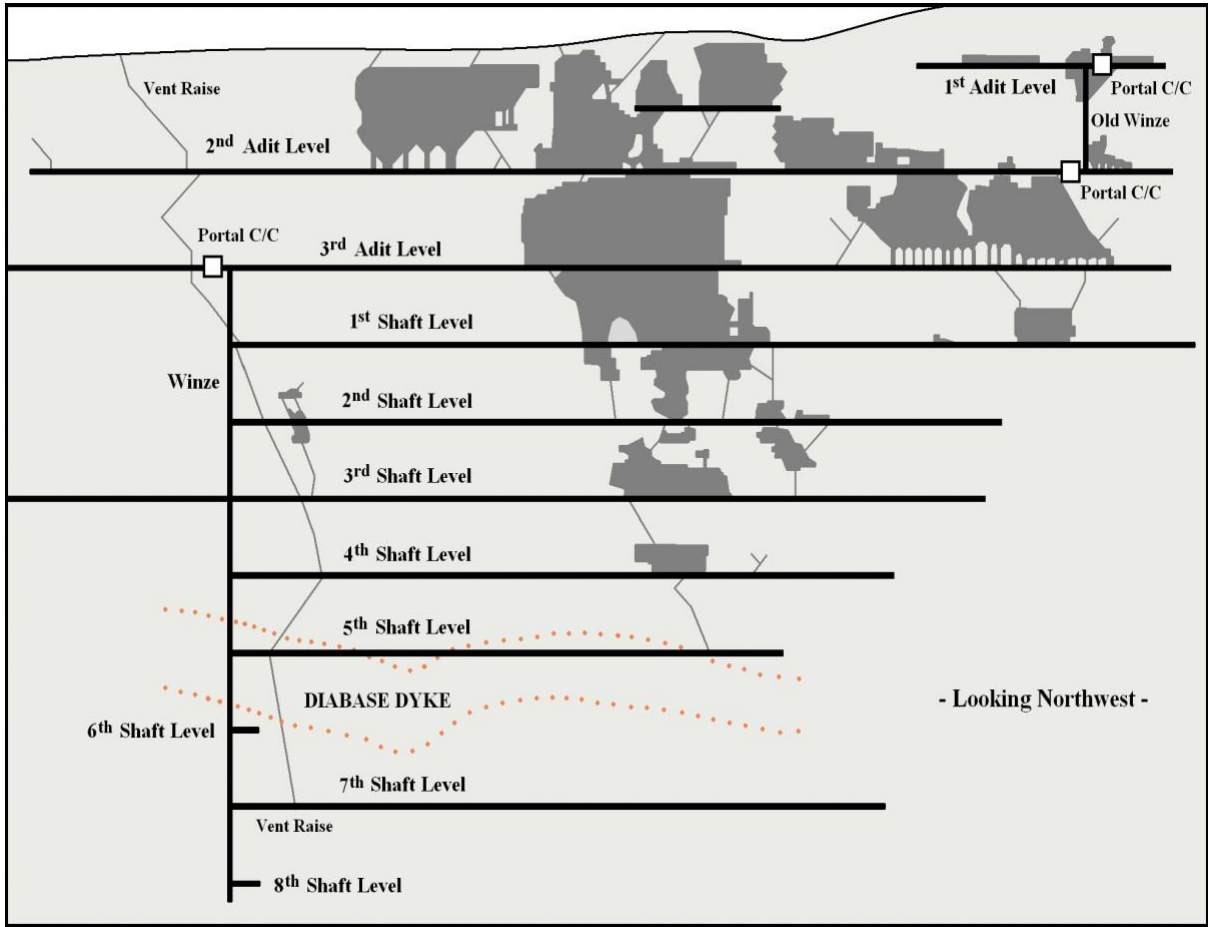 Vent Raise
1st Adit Level
Portal C/C
Old Winze
2nd Adit Level
Portal C/C
Portal C/C
3rd Adit Level
1st Shaft Level
Winze
2nd Shaft Level
3rd Shaft Level
4th Shaft Level
5th Shaft Level
DIABASE DYKE
- Looking Northwest -
6th Shaft Level
7th Shaft Level
Vent Raise
8th Shaft Level